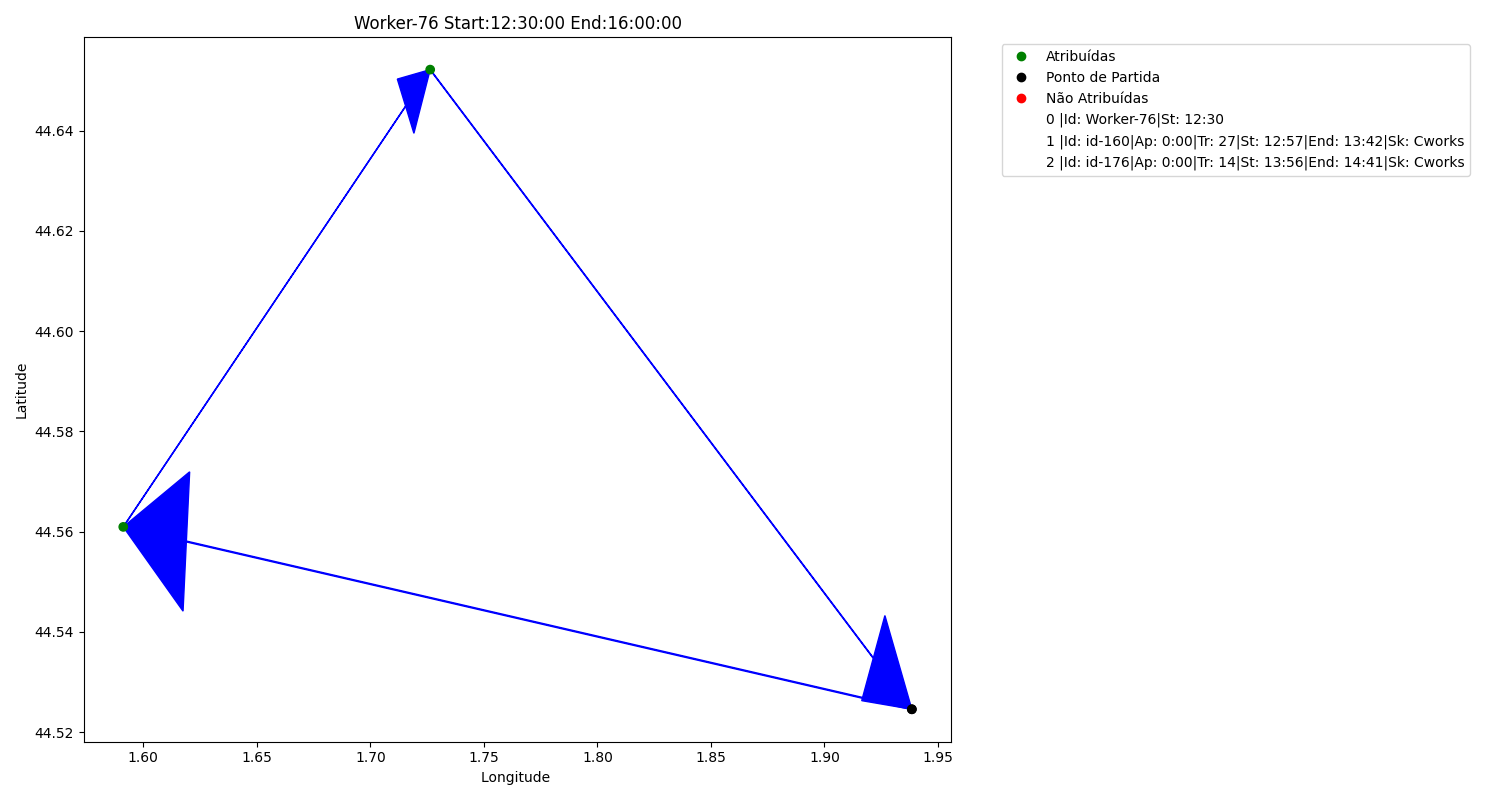 Worker-76 Start:12:30:00 End:16:00:00
Atribuídas
Ponto de Partida
Não Atribuídas
0 |Id: Worker-76|St: 12:30
1 |Id: id-160|Ap: 0:00|Tr: 27|St: 12:57|End: 13:42|Sk: Cworks
2 |Id: id-176|Ap: 0:00|Tr: 14|St: 13:56|End: 14:41|Sk: Cworks
44.64
44.62
44.60
44.58
44.56
44.54
44.52
Latitude
1.60 1.65 1.70 1.75 1.80 1.85 1.90 1.95
Longitude